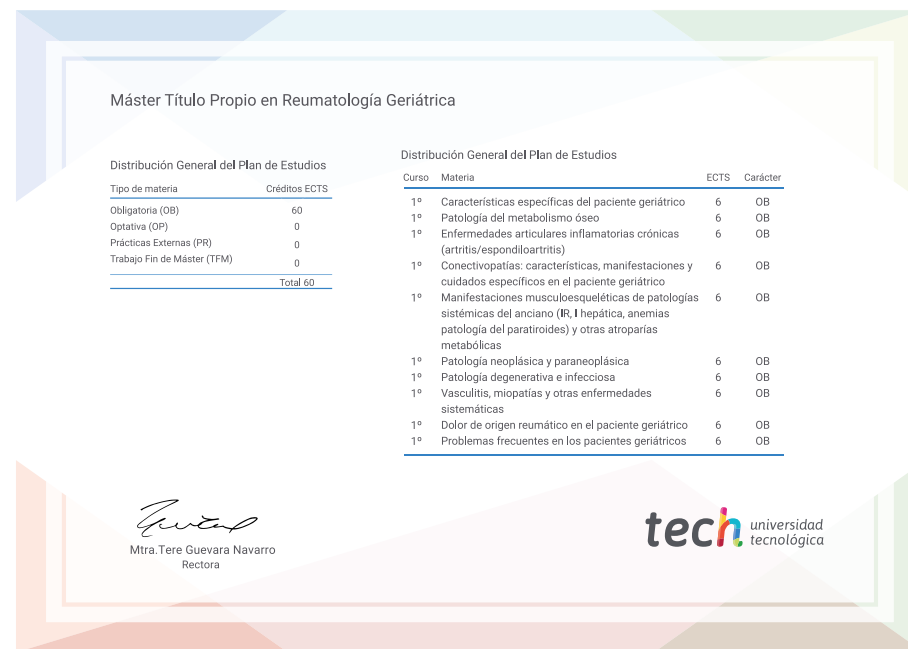 Máster Título Propio en Reumatología Geriátrica
Distribución General del Plan de Estudios
Tipo de materia Créditos ECTS
Obligatoria (OB) 60
Optativa (OP) 0
Prácticas Externas (PR) 0
Trabajo Fin de Máster (TFM) 0
Total 60
Distribución General del Plan de Estudios
Curso Materia ECTS Carácter
1º Características específicas del paciente geriátrico 6 OB
1º Patología del metabolismo óseo 6 OB
1º Enfermedades articulares inflamatorias crónicas 6 OB
(artritis/espondiloartritis)
1º Conectivopatías: características, manifestaciones y 6 OB
cuidados específicos en el paciente geriátrico
1º Manifestaciones musculoesqueléticas de patologías 6 OB
sistémicas del anciano (IR, I hepática, anemias
patología del paratiroides) y otras atroparías
metabólicas
1º Patología neoplásica y paraneoplásica 6 OB
1º Patología degenerativa e infecciosa 6 OB
1º Vasculitis, miopatías y otras enfermedades 6 OB
sistemáticas
1º Dolor de origen reumático en el paciente geriátrico 6 OB
1º Problemas frecuentes en los pacientes geriátricos 6 OB
Mtra.Tere Guevara Navarro
Rectora
tech universidad
tecnológica